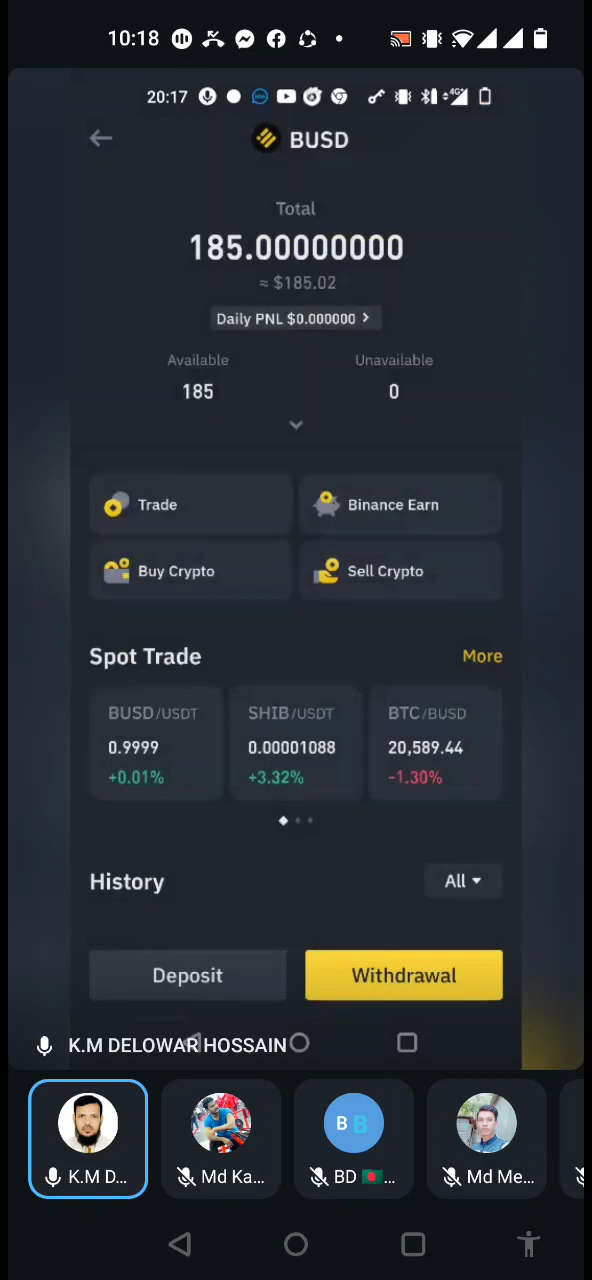 10:18
20:17
4G
BUSD
Total
185.00000000
≈ $185.02
Daily PNL $0.000000 >
Available Unavailable
185 0
Trade Binance Earn
Buy Crypto Sell Crypto
Spot Trade More
BUSD/USDT SHIB/USDT BTC/BUSD
0.9999 0.00001088 20,589.44
+0.01% +3.32% -1.30%
History All
Deposit Withdrawal
K.M DELOWAR HOSSAIN
B B
K.M D... Md Ka... BD 🇧🇩... Md Me...